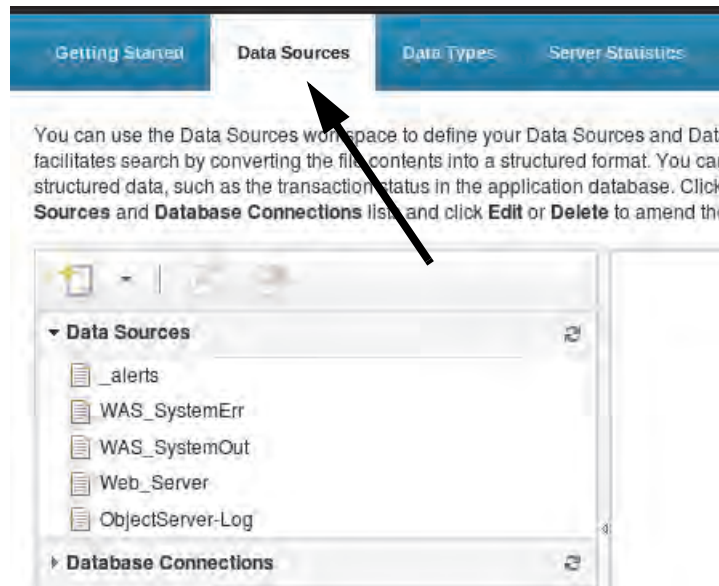 Getting Started Data Sources Data Types Server Statistics
You can use the Data Sources workspace to define your Data Sources and Dat
facilitates search by converting the file contents into a structured format. You car
structured data, such as the transaction status in the application database. Click
Sources and Database Connections lists and click Edit or Delete to amend the
Data Sources
_alerts
WAS_SystemErr
WAS_SystemOut
Web_Server
ObjectServer-Log
Database Connections